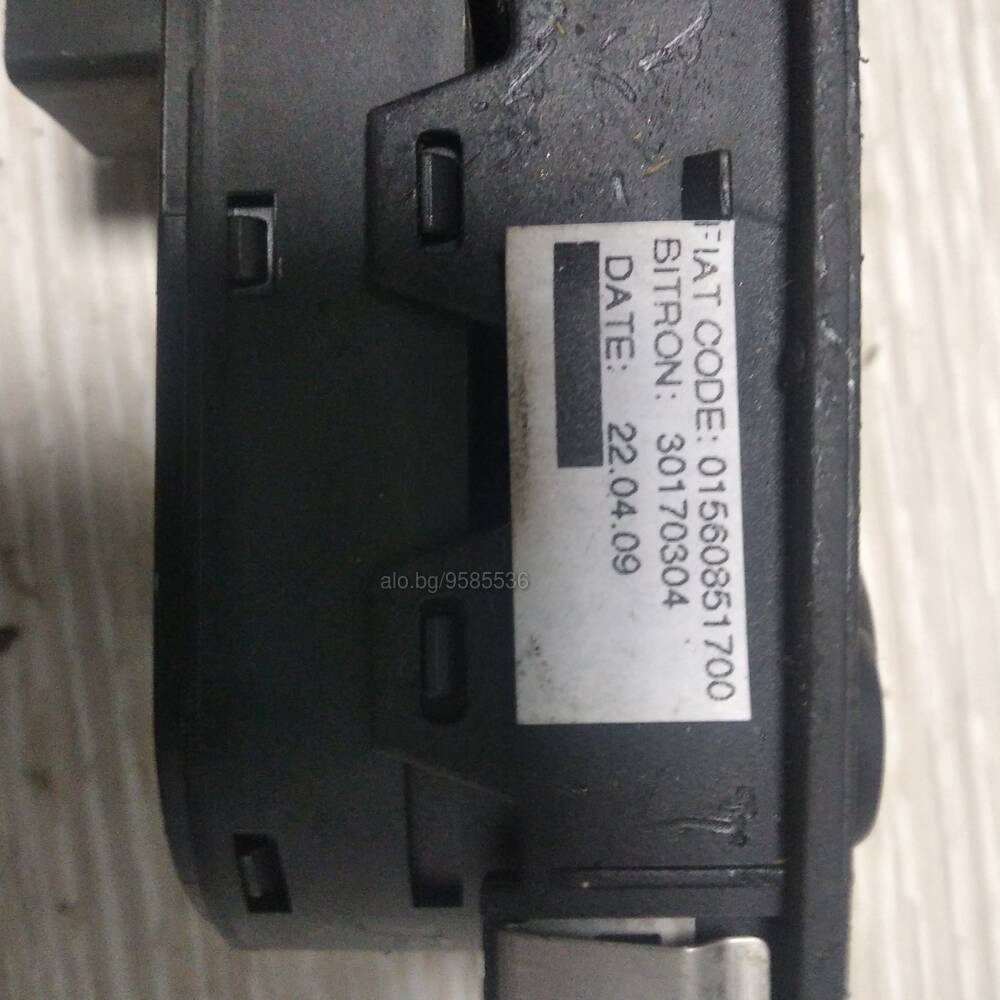 FIAT CODE: 01560851700
BITRON: 30170304
DATE: 22.04.09
alo.bg/9585536